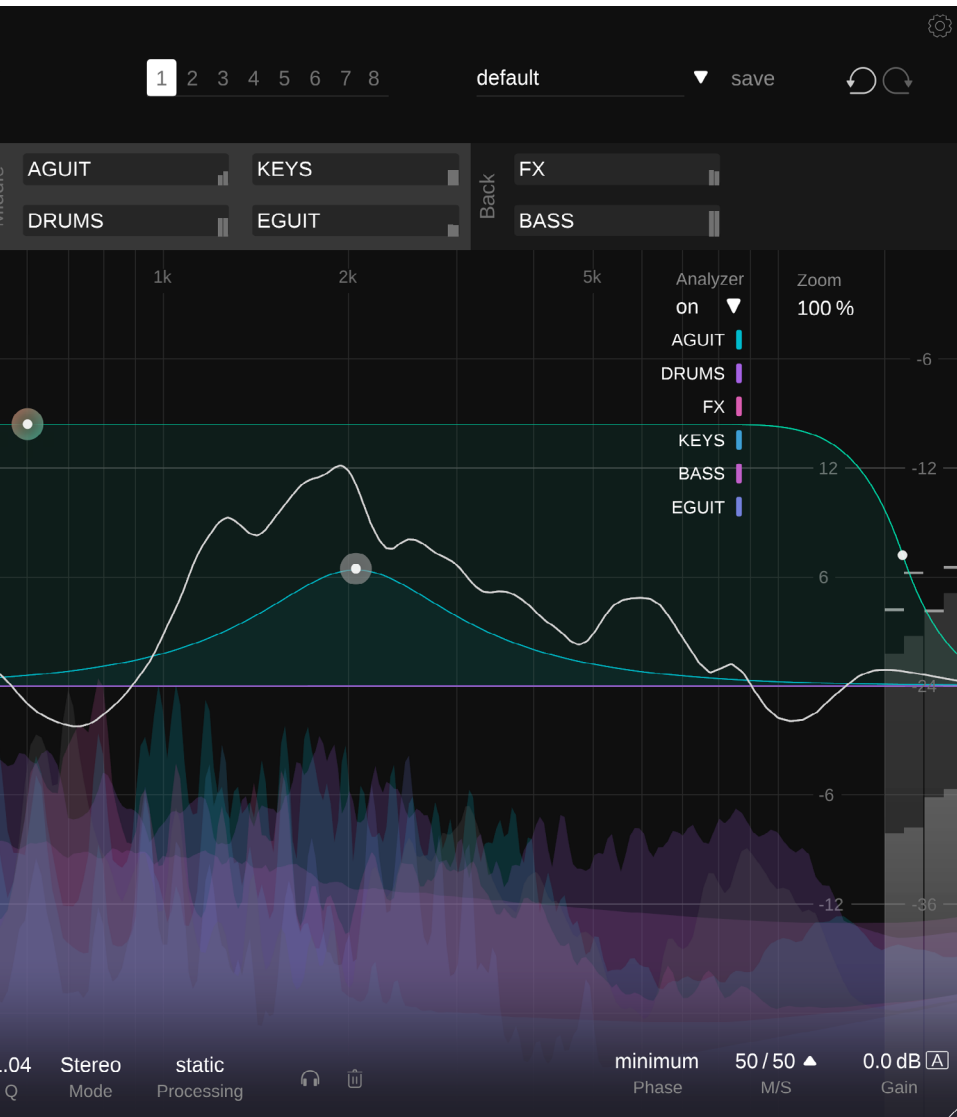 1 2 3 4 5 6 7 8 default save
AGUIT KEYS Back FX
DRUMS EGUIT BASS
1k 2k 5k Analyzer Zoom
on 100 %
AGUIT
DRUMS -6
FX
KEYS
12 -12
BASS
EGUIT
6
-24
-6
-12 -36
.04 Stereo static minimum 50 / 50 0.0 dB A
Q Mode Processing Phase M/S Gain